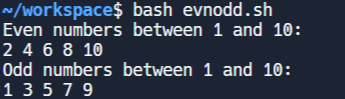 ~/workspace$ bash evnodd.sh
Even numbers between 1 and 10:
2 4 6 8 10
Odd numbers between 1 and 10:
1 3 5 7 9